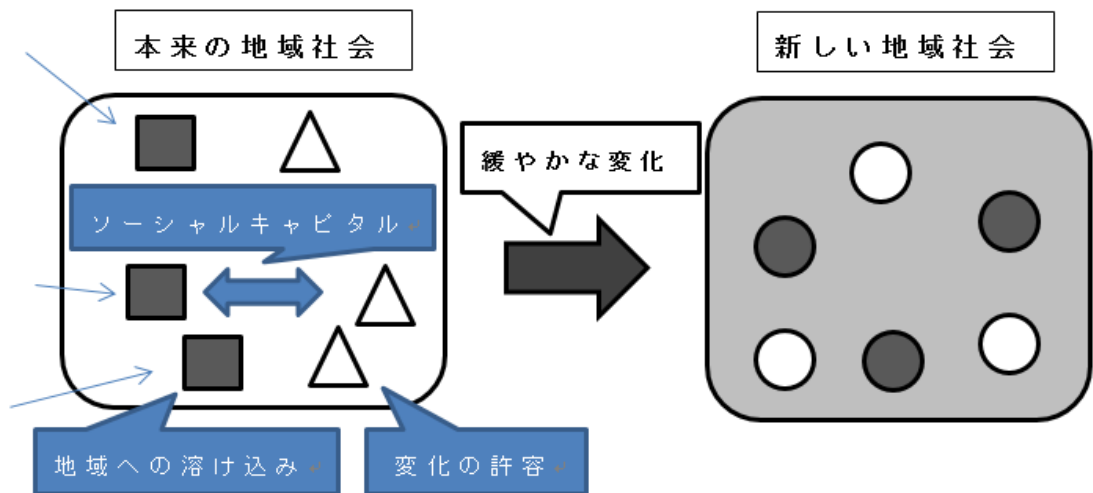 本来の地域社会
新しい地域社会
緩やかな変化
ソーシャルキャピタル
地域への溶け込み
変化の許容